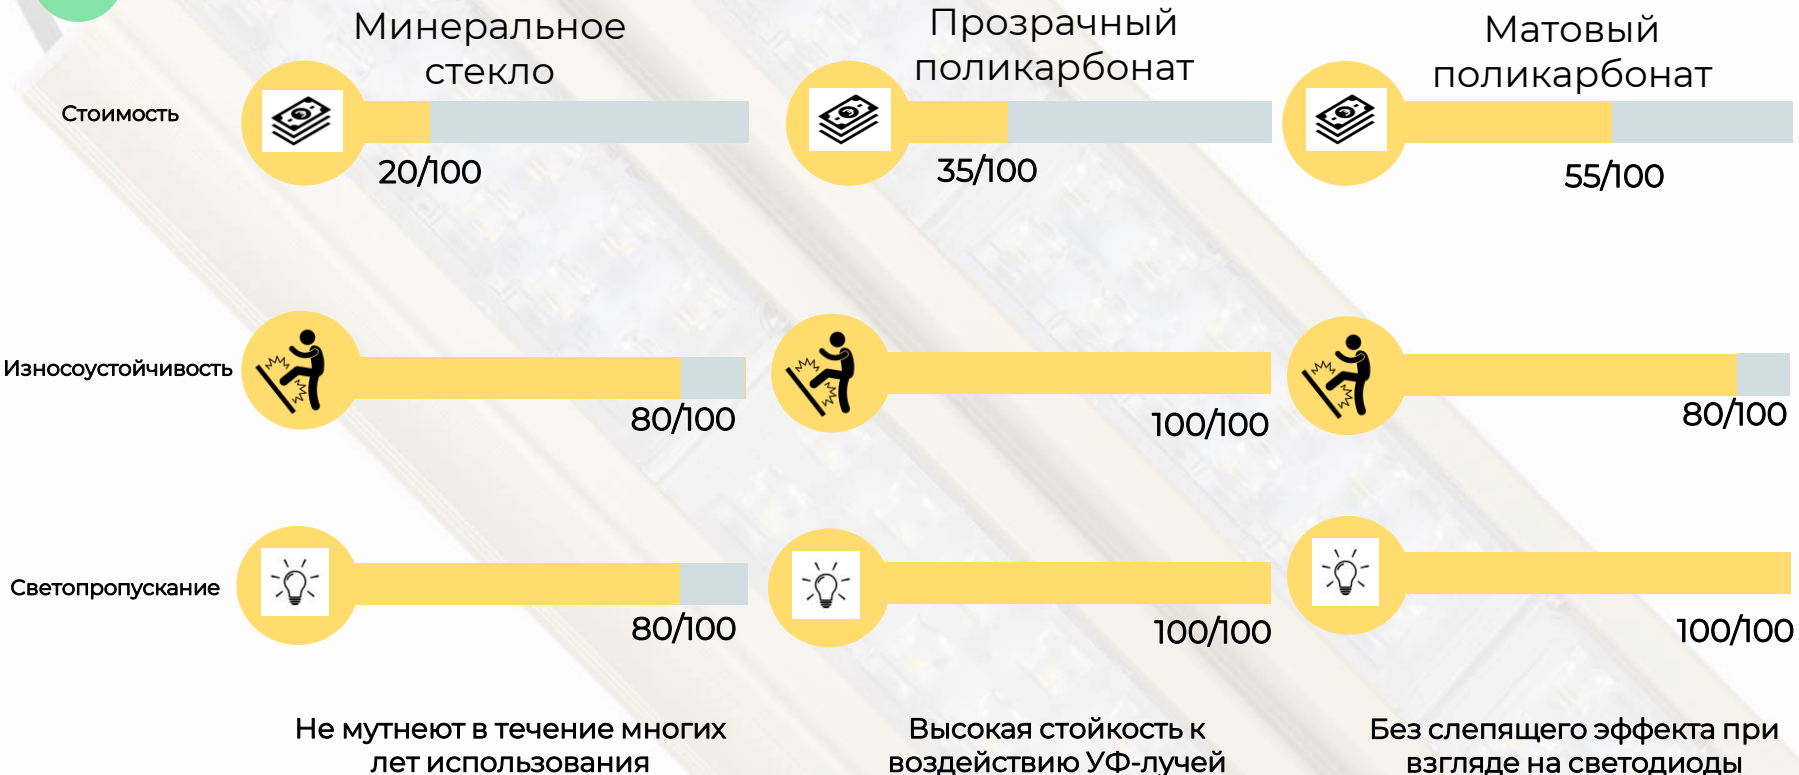 Минеральное
стекло
Прозрачный
поликарбонат
Матовый
поликарбонат
Стоимость
20/100
35/100
55/100
Износоустойчивость
80/100
100/100
80/100
Светопропускание
80/100
100/100
100/100
Не мутнеют в течение многих
лет использования
Высокая стойкость к
воздействию УФ-лучей
Без слепящего эффекта при
взгляде на светодиоды